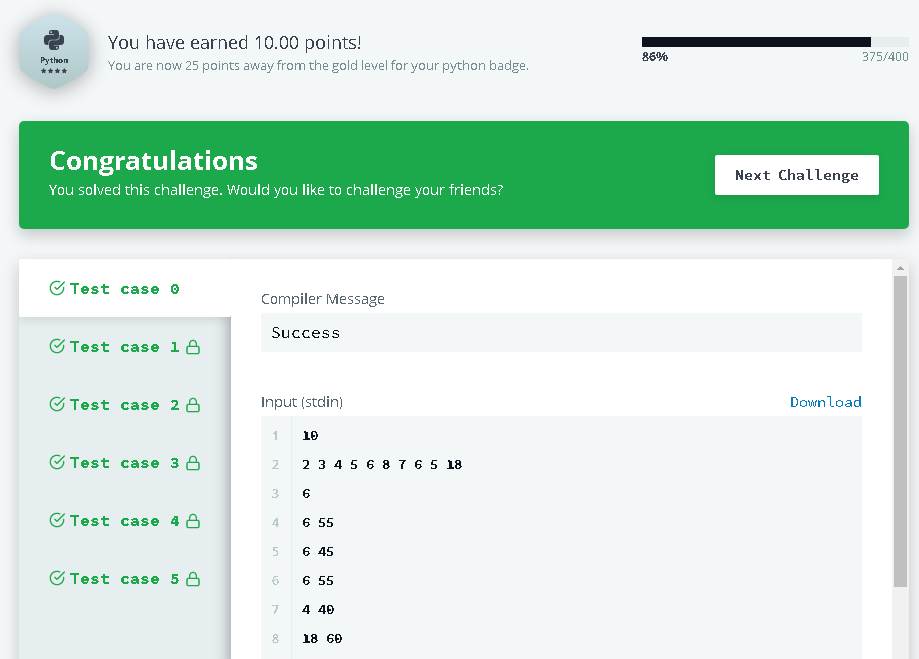 Python
You have earned 10.00 points!
You are now 25 points away from the gold level for your python badge.
86%
375/400
Congratulations
You solved this challenge. Would you like to challenge your friends?
Next Challenge
Test case 0
Test case 1
Test case 2
Test case 3
Test case 4
Test case 5
Compiler Message
Success
Input (stdin)
Download
1 10
2 2 3 4 5 6 8 7 6 5 18
3 6
4 6 55
5 6 45
6 6 55
7 4 40
8 18 60